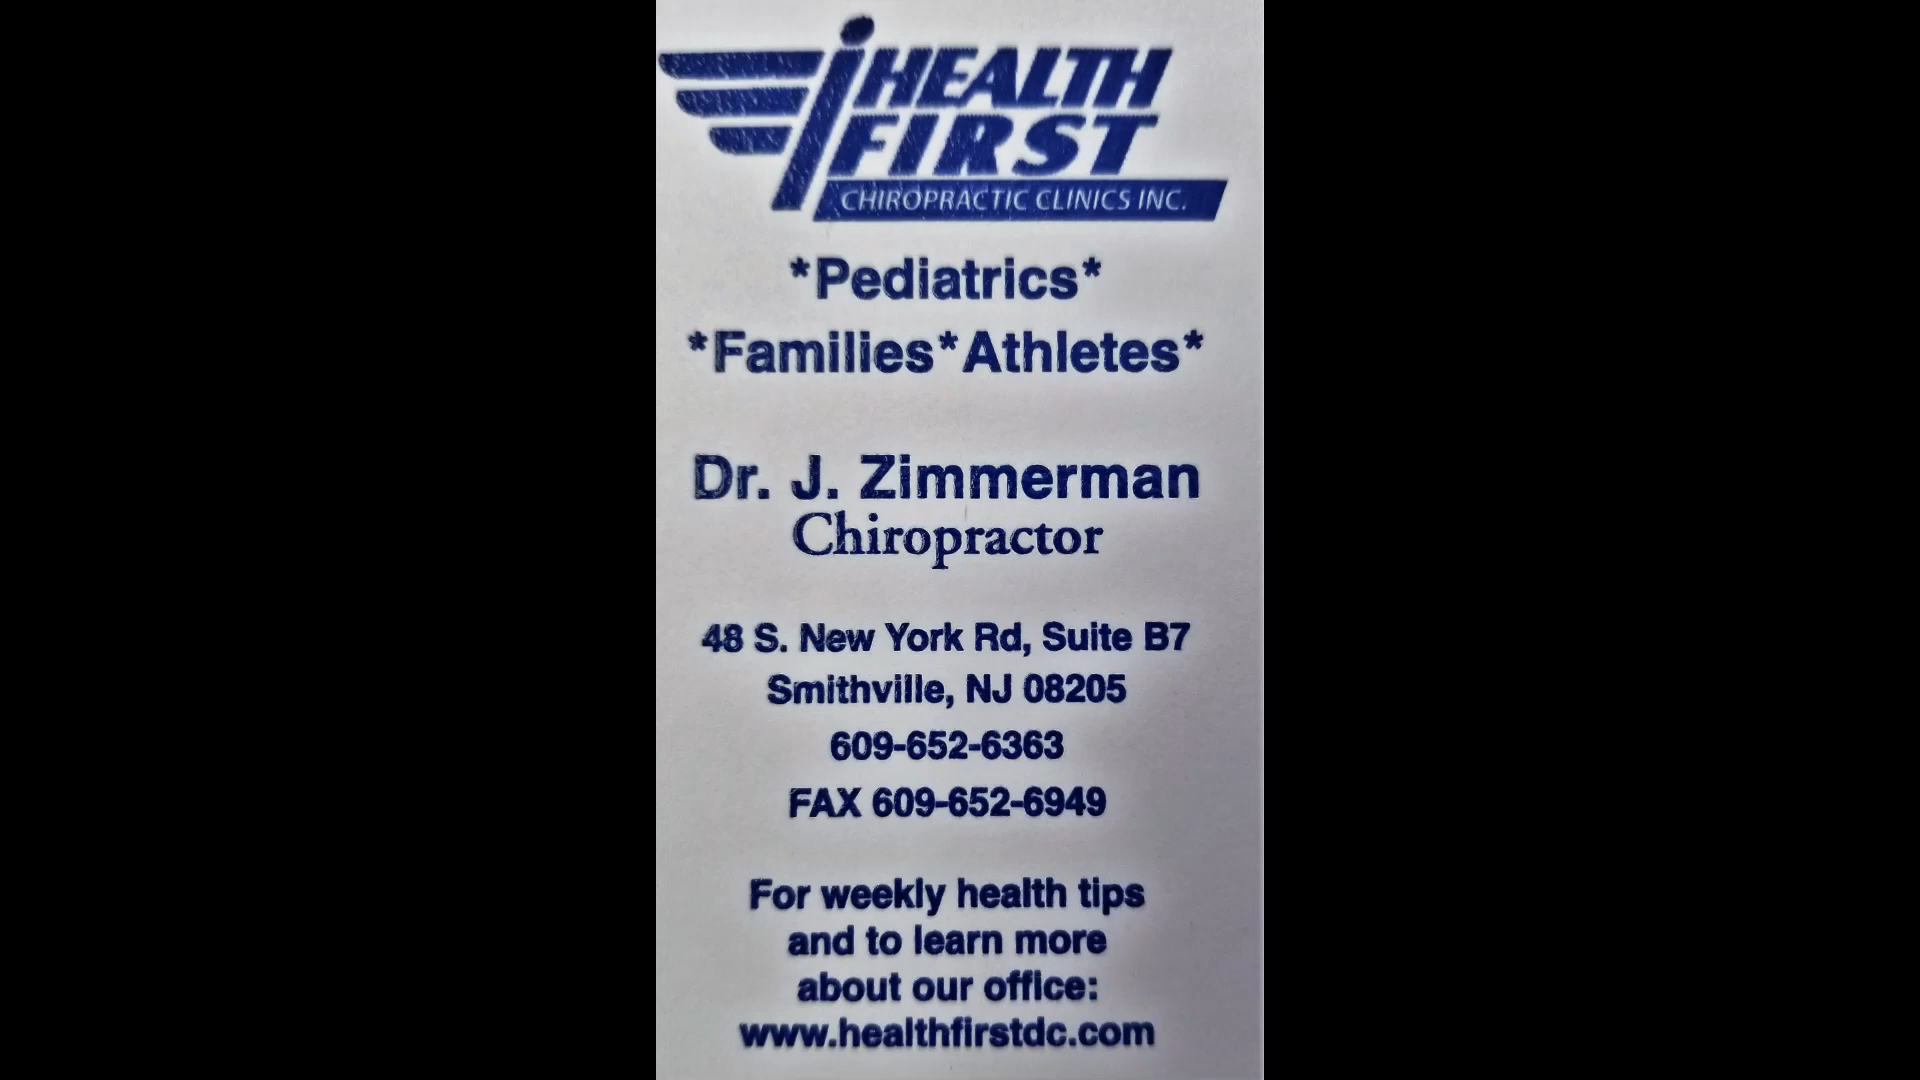 HEALTH
FIRST
CHIROPRACTIC CLINICS INC.
*Pediatrics*
*Families*Athletes*
Dr. J. Zimmerman
Chiropractor
48 S. New York Rd, Suite B7
Smithville, NJ 08205
609-652-6363
FAX 609-652-6949
For weekly health tips
and to learn more
about our office:
www.healthfirstdc.com